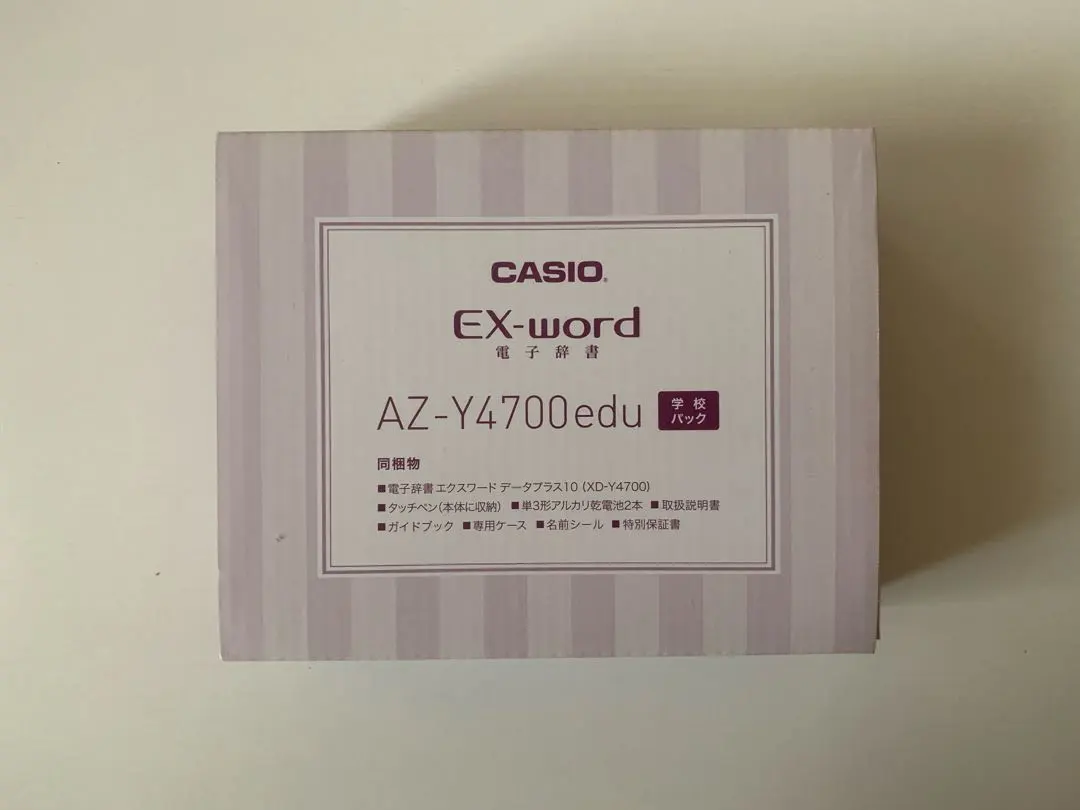 CASIO®
EX-word
電子辞書
AZ-Y4700edu 学校パック
同梱物
■電子辞書 エクスワード データプラス10 (XD-Y4700)
■タッチペン(本体に収納) ■単3形アルカリ乾電池2本 ■取扱説明書
■ガイドブック ■専用ケース ■名前シール ■特別保証書